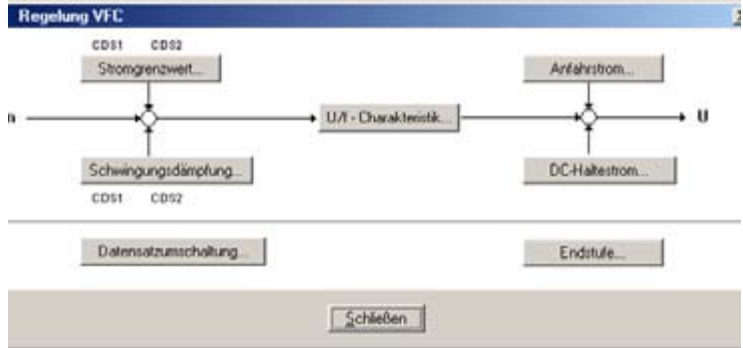 Regelung VFC
CDS1 CDS2
Stromgrenzwert...
Anfahrstrom...
n
U/I - Charakteristik...
U
Schwingungsdämpfung...
DC-Haltestrom...
CDS1 CDS2
Datensatzumschaltung...
Endstufe...
Schließen